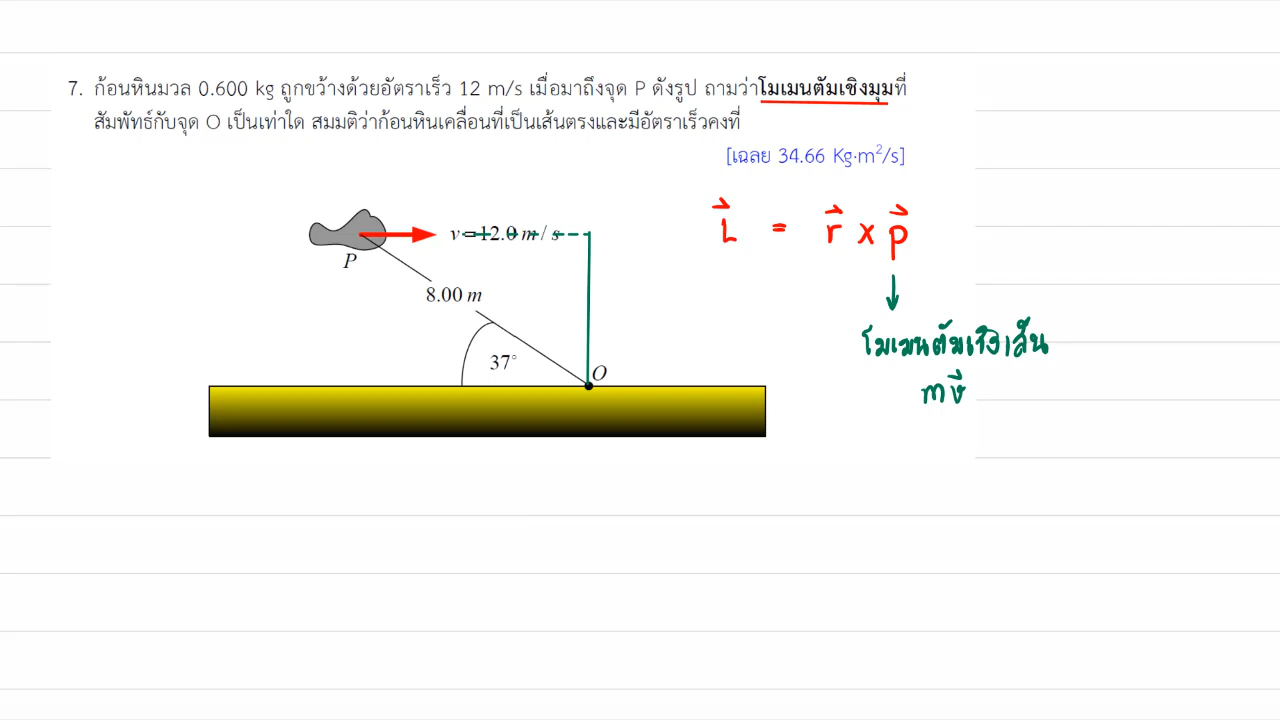 7. ก้อนหินมวล 0.600 kg ถูกขว้างด้วยอัตราเร็ว 12 m/s เมื่อมาถึงจุด P ดังรูป ถามว่าโมเมนตัมเชิงมุมที่
สัมพัทธ์กับจุด O เป็นเท่าใด สมมติว่าก้อนหินเคลื่อนที่เป็นเส้นตรงและมีอัตราเร็วคงที่
[เฉลย 34.66 Kg·m²/s]
v = 12.0 m / s
P
8.00 m
37°
O
L⃗ = r⃗ × p⃗
↓
โมเมนตัมเชิงเส้น
mv⃗